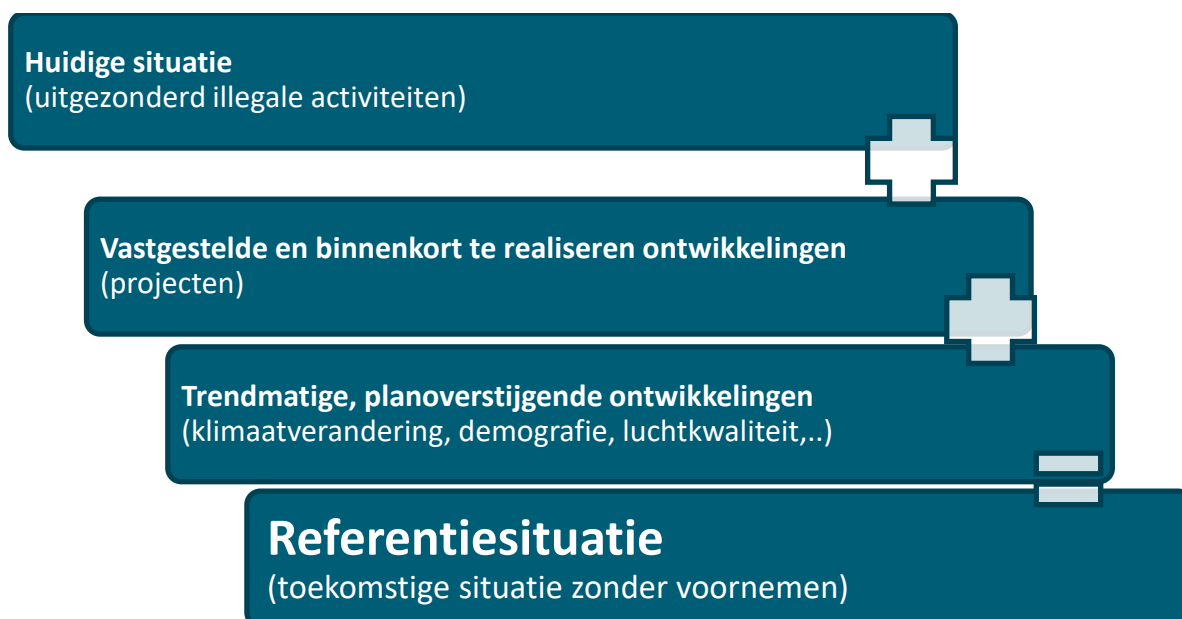 Huidige situatie
(uitgezonderd illegale activiteiten)
Vastgestelde en binnenkort te realiseren ontwikkelingen
(projecten)
Trendmatige, planoverstijgende ontwikkelingen
(klimaatverandering, demografie, luchtkwaliteit,..)
Referentiesituatie
(toekomstige situatie zonder voornemen)